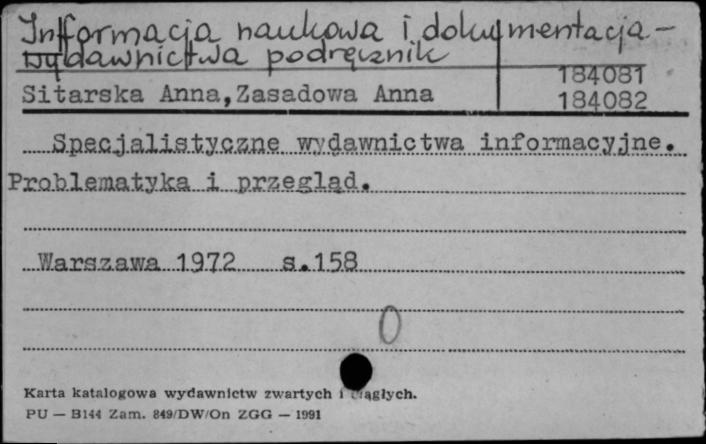 Informacja naukowa i dokumentacja –
wydawnictwa podręcznik
184081
Sitarska Anna,Zasadowa Anna
184082
Specjalistyczne wydawnictwa informacyjne.
Problematyka i przegląd.
Warszawa 1972 s.158
0
Karta katalogowa wydawnictw zwartych i ciągłych.
PU — B144 Zam. 849/DW/On ZGG — 1991